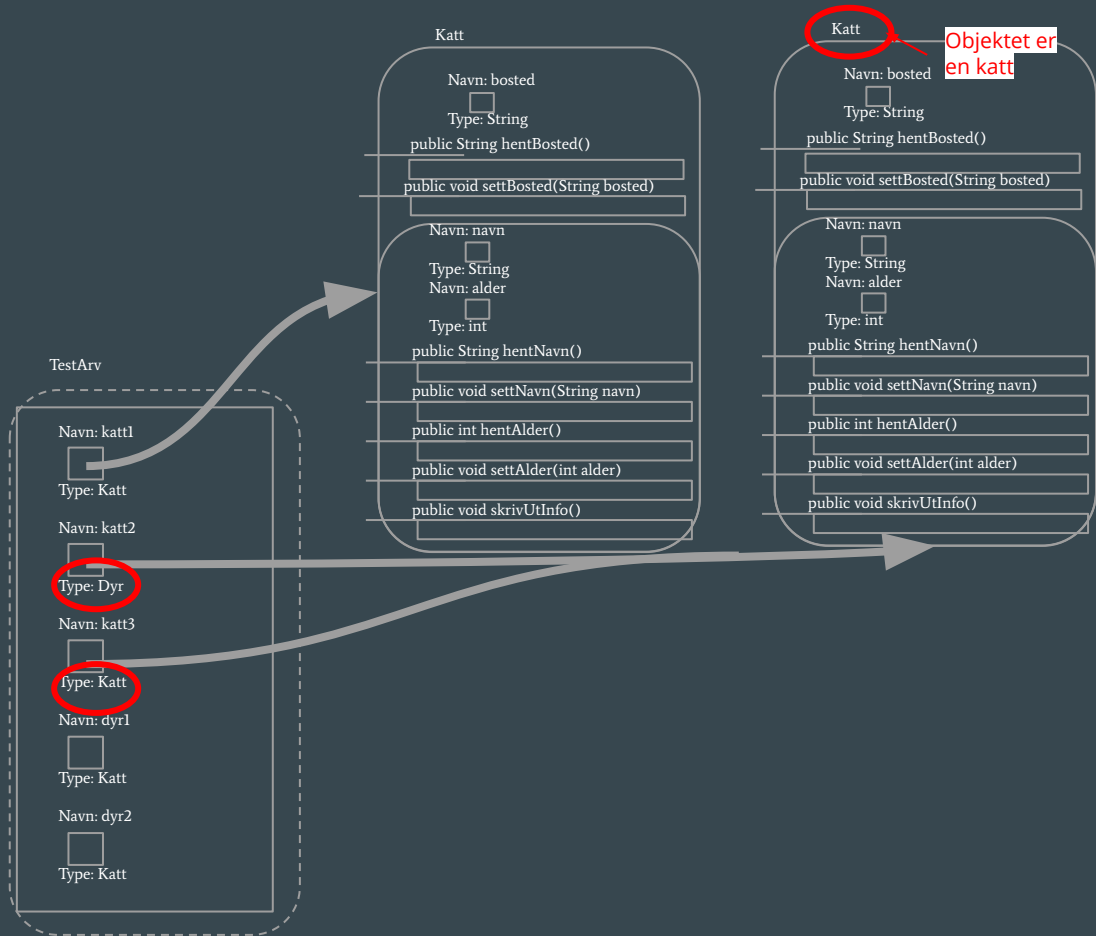 TestArv
Navn: katt1
Type: Katt
Navn: katt2
Type: Dyr
Navn: katt3
Type: Katt
Navn: dyr1
Type: Katt
Navn: dyr2
Type: Katt
Katt
Navn: bosted
Type: String
public String hentBosted()
public void settBosted(String bosted)
Navn: navn
Type: String
Navn: alder
Type: int
public String hentNavn()
public void settNavn(String navn)
public int hentAlder()
public void settAlder(int alder)
public void skrivUtInfo()
Katt
Objektet er
en katt
Navn: bosted
Type: String
public String hentBosted()
public void settBosted(String bosted)
Navn: navn
Type: String
Navn: alder
Type: int
public String hentNavn()
public void settNavn(String navn)
public int hentAlder()
public void settAlder(int alder)
public void skrivUtInfo()